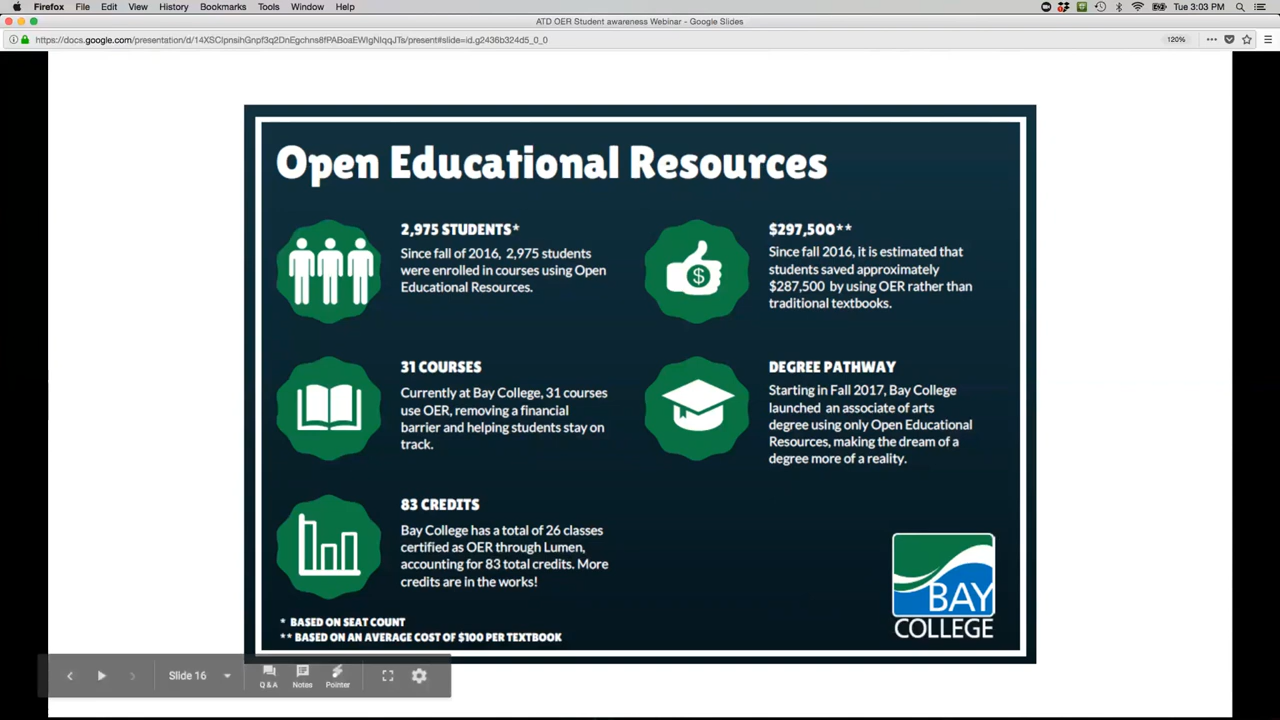 Firefox File Edit View History Bookmarks Tools Window Help Tue 3:03 PM
ATD OER Student awareness Webinar - Google Slides
120%
Open Educational Resources
2,975 STUDENTS*
Since fall of 2016, 2,975 students
were enrolled in courses using Open
Educational Resources.
$297,500**
Since fall 2016, it is estimated that
students saved approximately
$287,500 by using OER rather than
traditional textbooks.
31 COURSES
Currently at Bay College, 31 courses
use OER, removing a financial
barrier and helping students stay on
track.
DEGREE PATHWAY
Starting in Fall 2017, Bay College
launched an associate of arts
degree using only Open Educational
Resources, making the dream of a
degree more of a reality.
83 CREDITS
Bay College has a total of 26 classes
certified as OER through Lumen,
accounting for 83 total credits. More
credits are in the works!
* BASED ON SEAT COUNT
** BASED ON AN AVERAGE COST OF $100 PER TEXTBOOK
BAY
COLLEGE
Slide 16
Q & A Notes Pointer